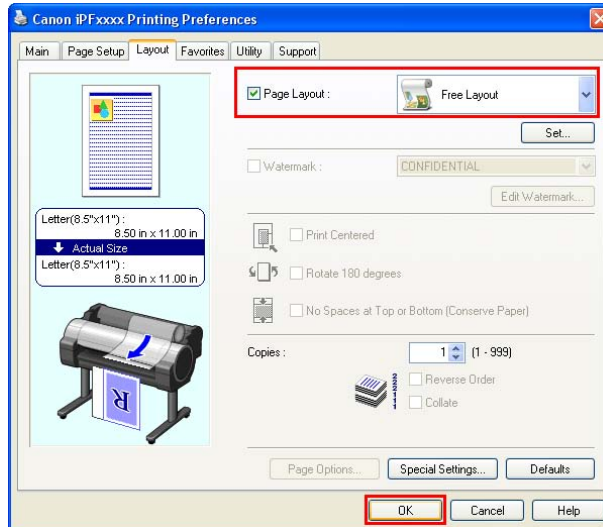 Canon iPFxxxx Printing Preferences
Main Page Setup Layout Favorites Utility Support
Page Layout : Free Layout
Set...
Watermark : CONFIDENTIAL
Edit Watermark...
Letter(8.5"x11") :
8.50 in x 11.00 in
Actual Size
Letter(8.5"x11") :
8.50 in x 11.00 in
Print Centered
Rotate 180 degrees
No Spaces at Top or Bottom (Conserve Paper)
Copies : 1 (1 - 999)
Reverse Order
Collate
R
Page Options... Special Settings... Defaults
OK Cancel Help